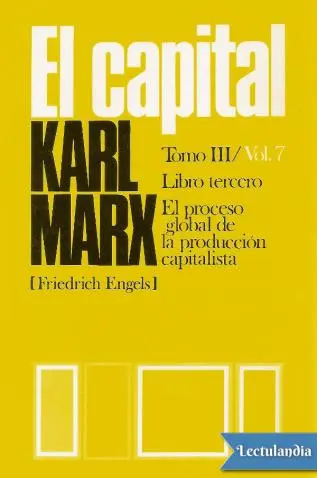 El capital
KARL
MARX
[Friedrich Engels]
Tomo III/Vol. 7
Libro tercero
El proceso
global de
la producción
capitalista
Lectulandia